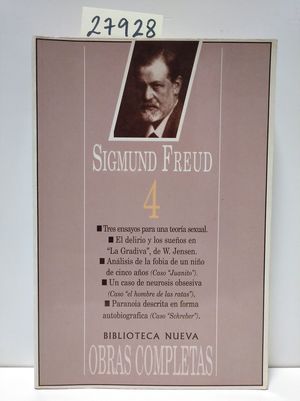 27928
SIGMUND FREUD
4
■ Tres ensayos para una teoría sexual.
■ El delirio y los sueños en
"La Gradiva", de W. Jensen.
■ Análisis de la fobia de un niño
de cinco años (Caso "Juanito").
■ Un caso de neurosis obsesiva
(Caso "el hombre de las ratas").
■ Paranoia descrita en forma
autobiografica (Caso "Schreber").
BIBLIOTECA NUEVA
OBRAS COMPLETAS